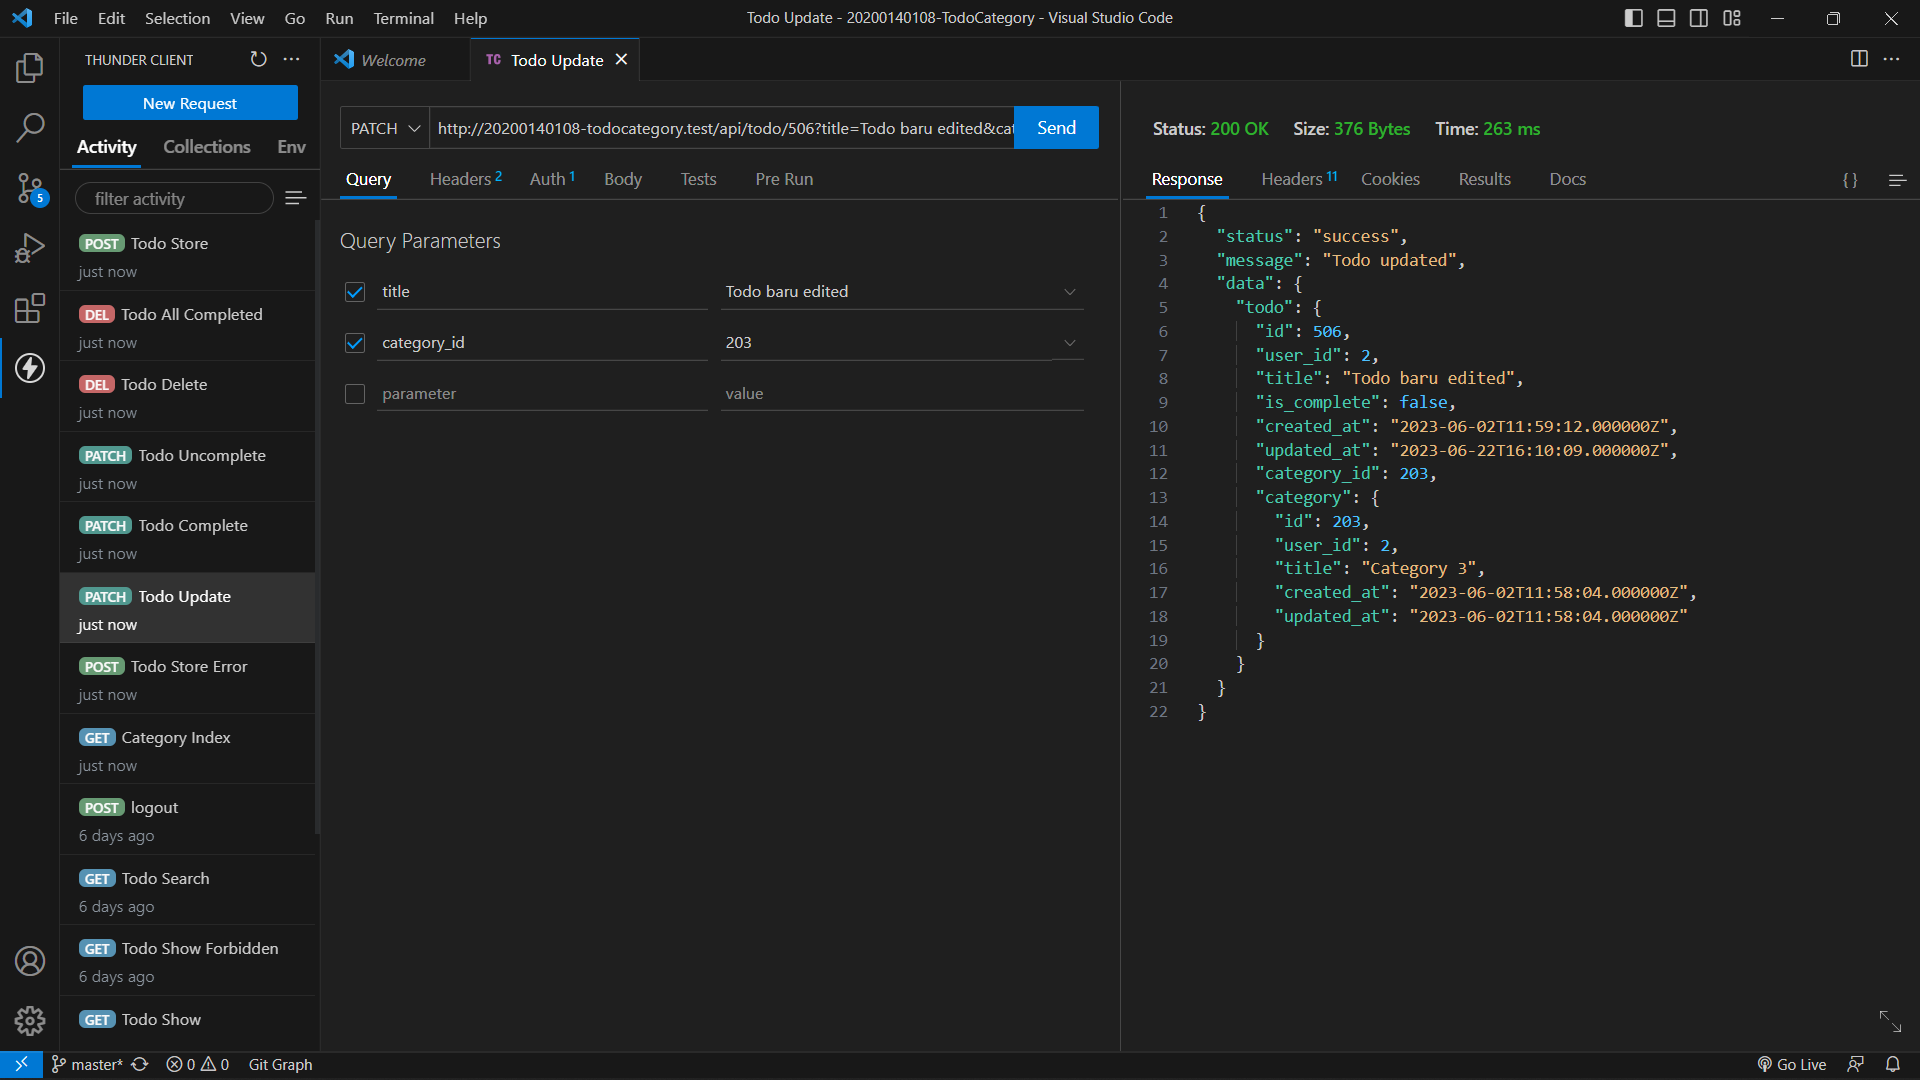 File Edit Selection View Go Run Terminal Help
Todo Update - 20200140108-TodoCategory - Visual Studio Code
THUNDER CLIENT
New Request
Activity Collections Env
filter activity
POST Todo Store
just now
DEL Todo All Completed
just now
DEL Todo Delete
just now
PATCH Todo Uncomplete
just now
PATCH Todo Complete
just now
PATCH Todo Update
just now
POST Todo Store Error
just now
GET Category Index
just now
POST logout
6 days ago
GET Todo Search
6 days ago
GET Todo Show Forbidden
6 days ago
GET Todo Show
5
Welcome
TC Todo Update
PATCH http://20200140108-todocategory.test/api/todo/506?title=Todo baru edited&cat Send
Query Headers 2 Auth 1 Body Tests Pre Run
Query Parameters
title Todo baru edited
category_id 203
parameter value
Status: 200 OK Size: 376 Bytes Time: 263 ms
Response Headers 11 Cookies Results Docs {}
1 {
2 "status": "success",
3 "message": "Todo updated",
4 "data": {
5 "todo": {
6 "id": 506,
7 "user_id": 2,
8 "title": "Todo baru edited",
9 "is_complete": false,
10 "created_at": "2023-06-02T11:59:12.000000Z",
11 "updated_at": "2023-06-22T16:10:09.000000Z",
12 "category_id": 203,
13 "category": {
14 "id": 203,
15 "user_id": 2,
16 "title": "Category 3",
17 "created_at": "2023-06-02T11:58:04.000000Z",
18 "updated_at": "2023-06-02T11:58:04.000000Z"
19 }
20 }
21 }
22 }
master* 0 0 Git Graph
Go Live